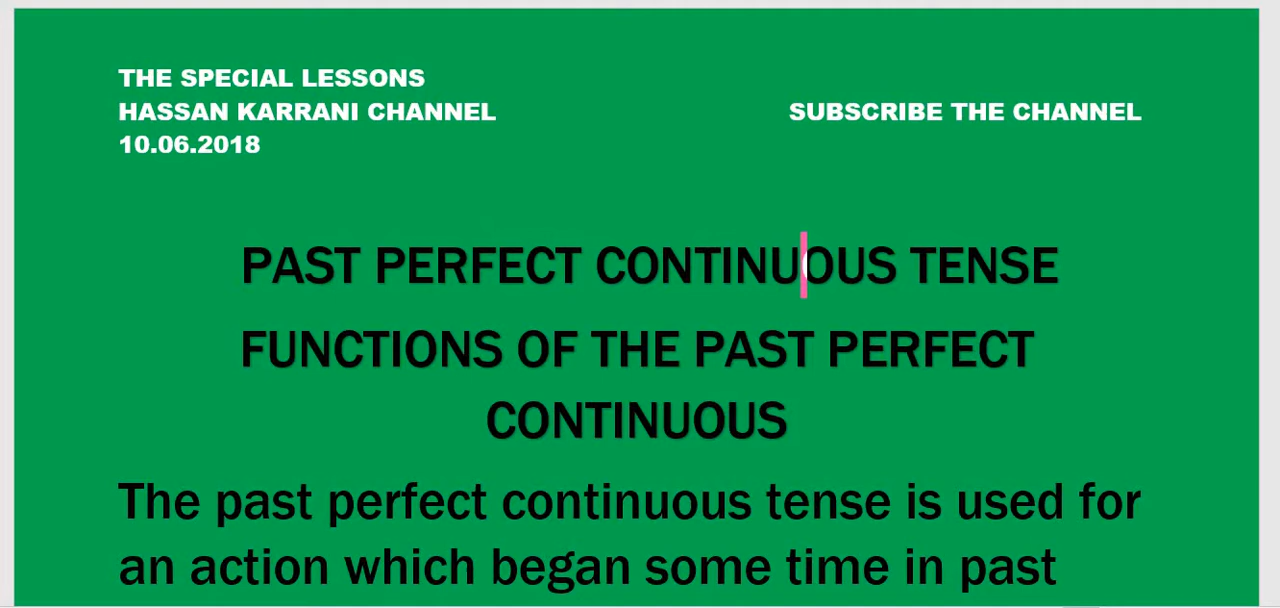 THE SPECIAL LESSONS
HASSAN KARRANI CHANNEL
SUBSCRIBE THE CHANNEL
10.06.2018
PAST PERFECT CONTINUOUS TENSE
FUNCTIONS OF THE PAST PERFECT
CONTINUOUS
The past perfect continuous tense is used for
an action which began some time in past